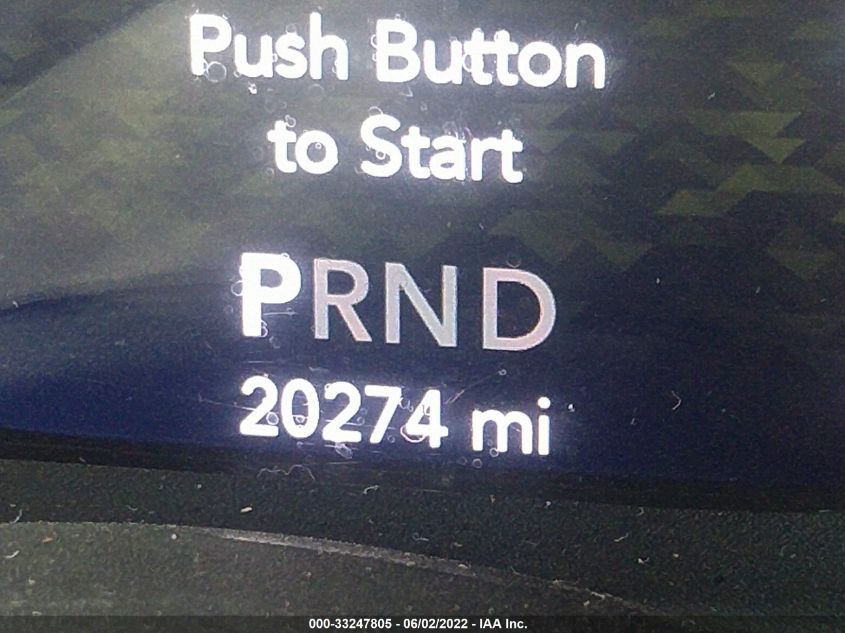 Push Button
to Start
PRND
20274 mi
000-33247805 - 06/02/2022 - IAA Inc.